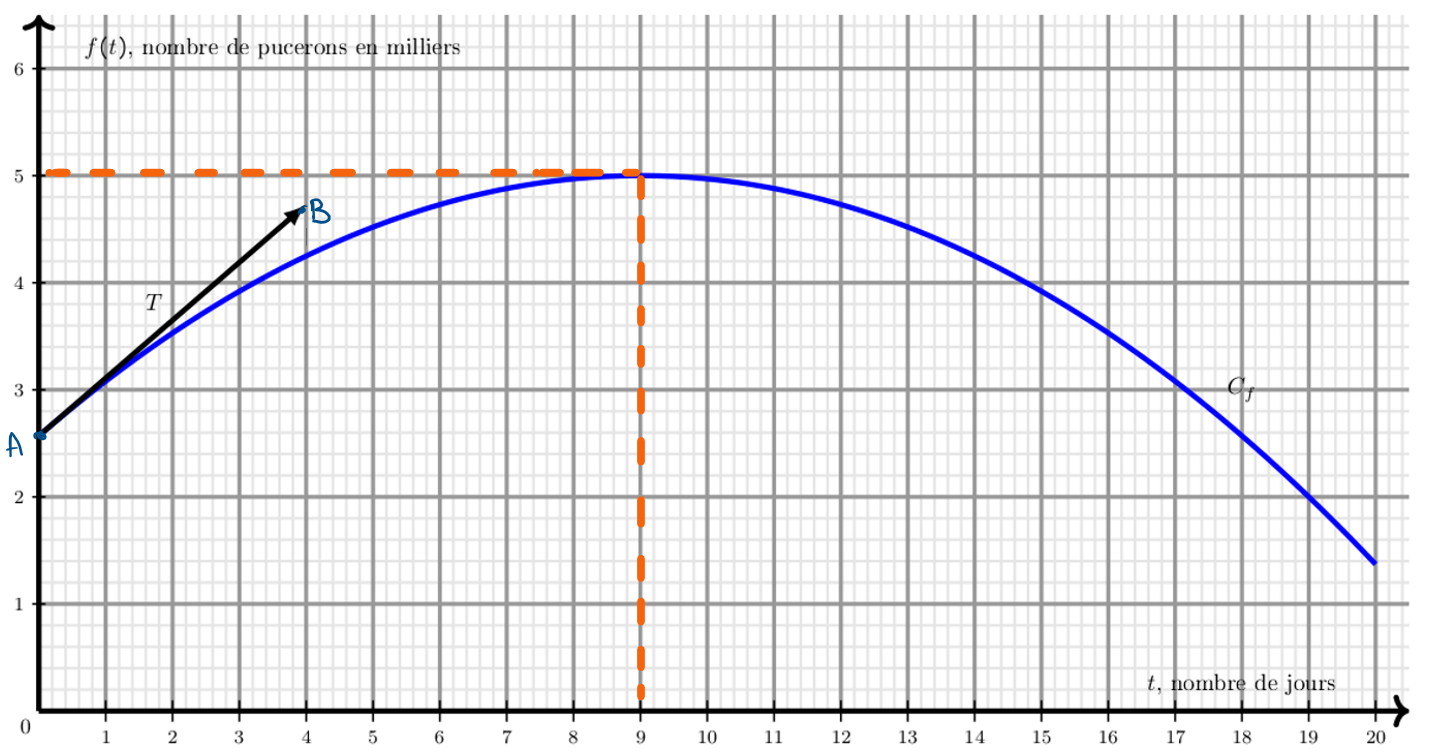 f(t), nombre de pucerons en milliers
6
5
B
4
T
3
C_f
A
2
1
t, nombre de jours
0
1 2 3 4 5 6 7 8 9 10 11 12 13 14 15 16 17 18 19 20